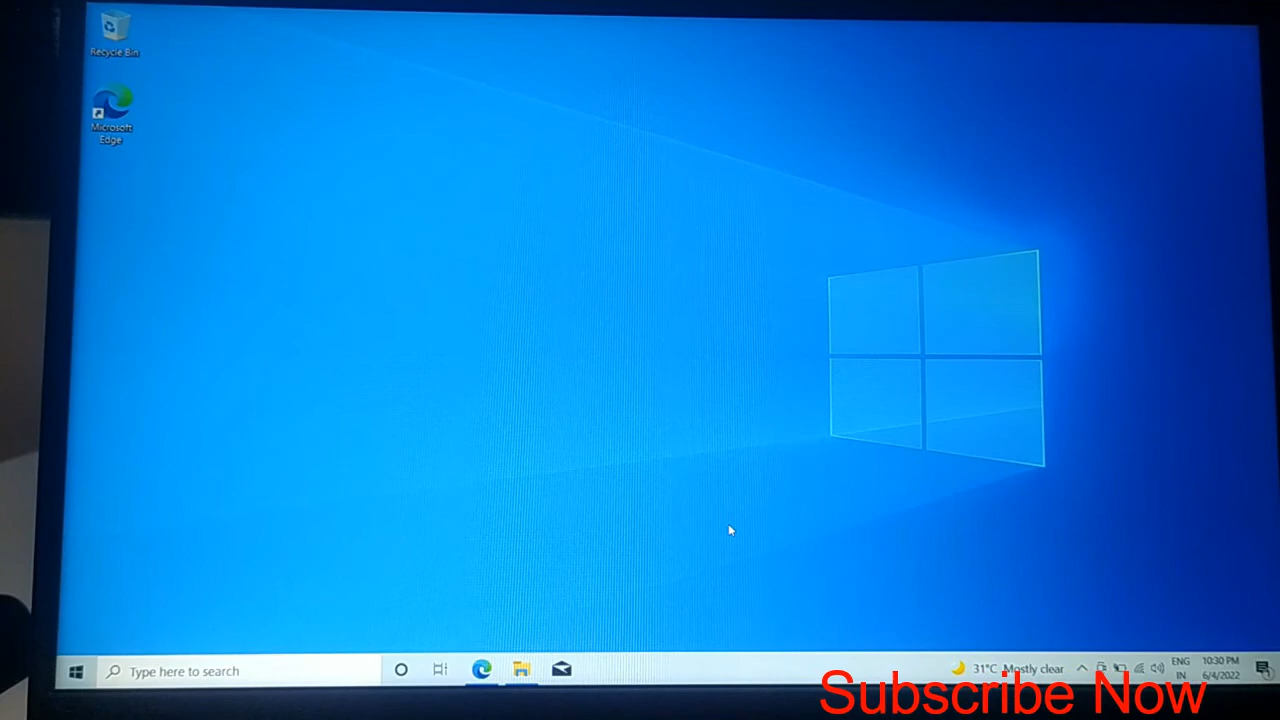 Recycle Bin
Microsoft
Edge
Type here to search
31°C Mostly clear
ENG
IN
10:30 PM
6/4/2022
Subscribe Now